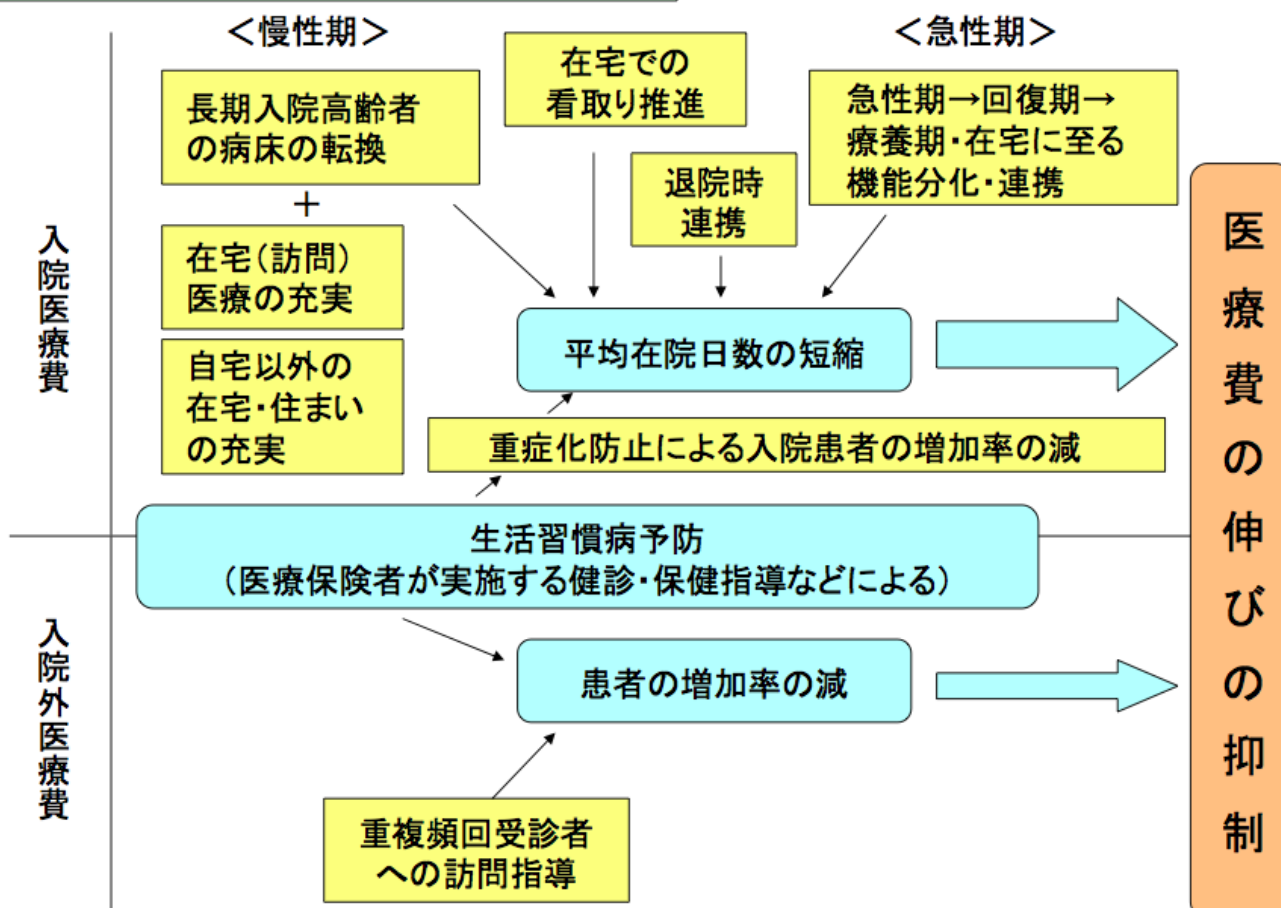 ＜慢性期＞
＜急性期＞
在宅での
看取り推進
長期入院高齢者
の病床の転換
急性期→回復期→
療養期・在宅に至る
機能分化・連携
退院時
連携
＋
在宅（訪問）
医療の充実
入院医療費
平均在院日数の短縮
自宅以外の
在宅・住まい
の充実
重症化防止による入院患者の増加率の減
医療費の伸びの抑制
生活習慣病予防
（医療保険者が実施する健診・保健指導などによる）
入院外医療費
患者の増加率の減
重複頻回受診者
への訪問指導